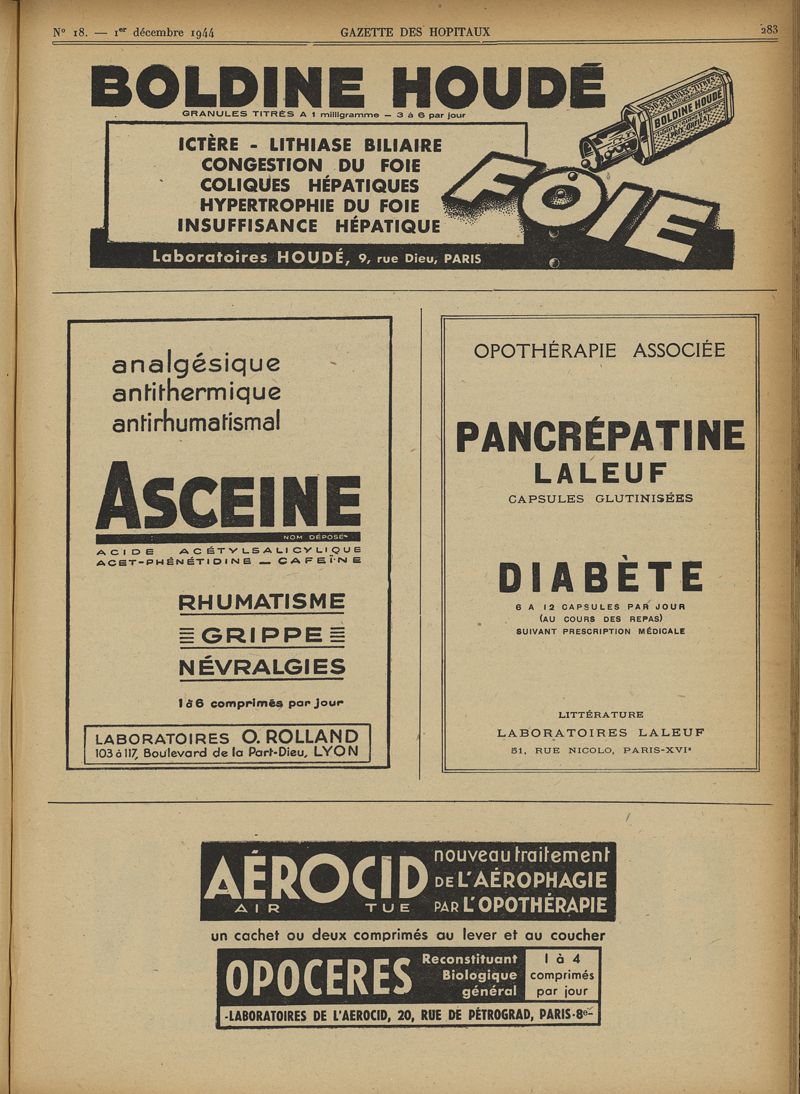 N° 18. — 1er décembre 1944 GAZETTE DES HOPITAUX 283
BOLDINE HOUDÉ
GRANULES TITRÉS A 1 milligramme — 3 à 6 par jour
ICTÈRE - LITHIASE BILIAIRE
CONGESTION DU FOIE
COLIQUES HÉPATIQUES
HYPERTROPHIE DU FOIE
INSUFFISANCE HÉPATIQUE
BOLDINE HOUDÉ
FOIE
Laboratoires HOUDÉ, 9, rue Dieu, PARIS
analgésique
antithermique
antirhumatismal
ASCEINE
NOM DÉPOSÉ
ACIDE ACÉTYLSALICYLIQUE
ACET-PHÉNÉTIDINE — CAFEÏNE
RHUMATISME
GRIPPE
NÉVRALGIES
1 à 6 comprimés par jour
LABORATOIRES O. ROLLAND
103 à 117, Boulevard de la Part-Dieu, LYON
OPOTHÉRAPIE ASSOCIÉE
PANCRÉPATINE
LALEUF
CAPSULES GLUTINISÉES
DIABÈTE
6 A 12 CAPSULES PAR JOUR
(AU COURS DES REPAS)
SUIVANT PRESCRIPTION MÉDICALE
LITTÉRATURE
LABORATOIRES LALEUF
51, RUE NICOLO, PARIS-XVIe
AÉROCID
AIR TUE
nouveau traitement
DE L'AÉROPHAGIE
PAR L'OPOTHÉRAPIE
un cachet ou deux comprimés au lever et au coucher
OPOCERES
Reconstituant
Biologique
général
1 à 4
comprimés
par jour
-LABORATOIRES DE L'AEROCID, 20, RUE DE PÉTROGRAD, PARIS-8e-